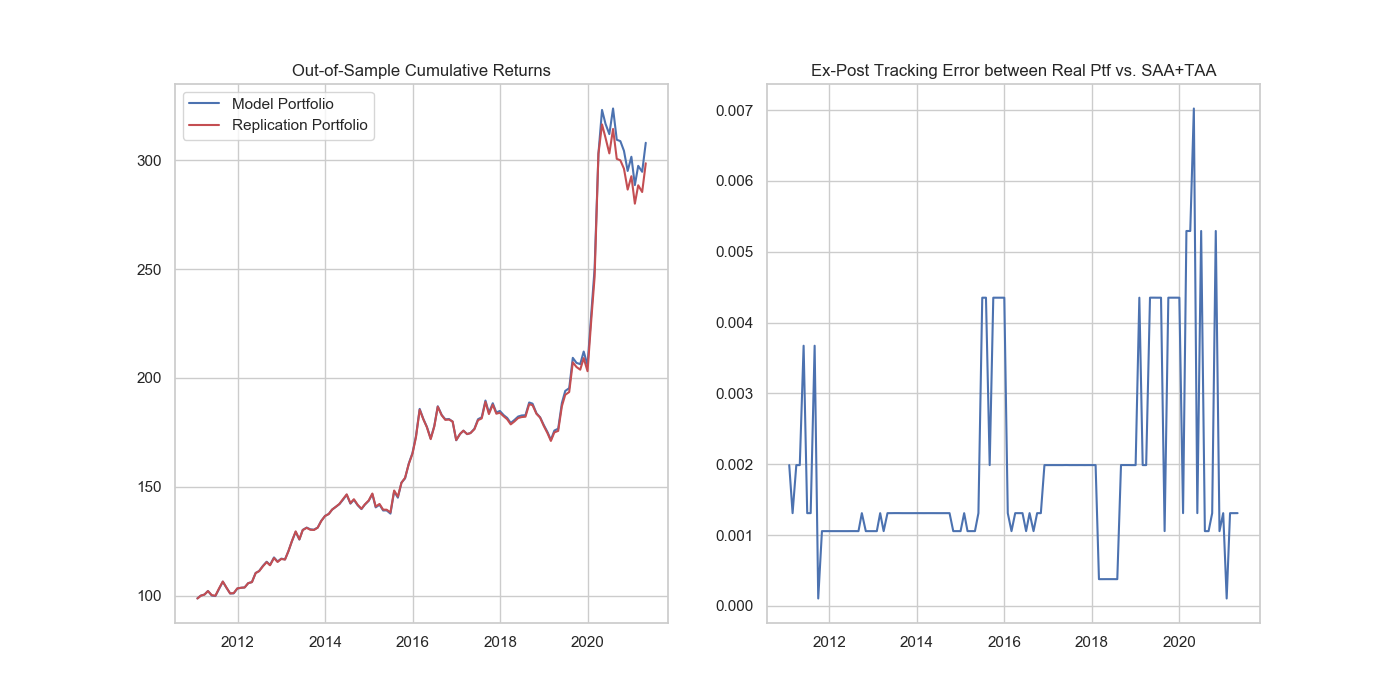 Out-of-Sample Cumulative Returns
Model Portfolio
Replication Portfolio
300
250
200
150
100
2012 2014 2016 2018 2020
Ex-Post Tracking Error between Real Ptf vs. SAA+TAA
0.007
0.006
0.005
0.004
0.003
0.002
0.001
0.000
2012 2014 2016 2018 2020